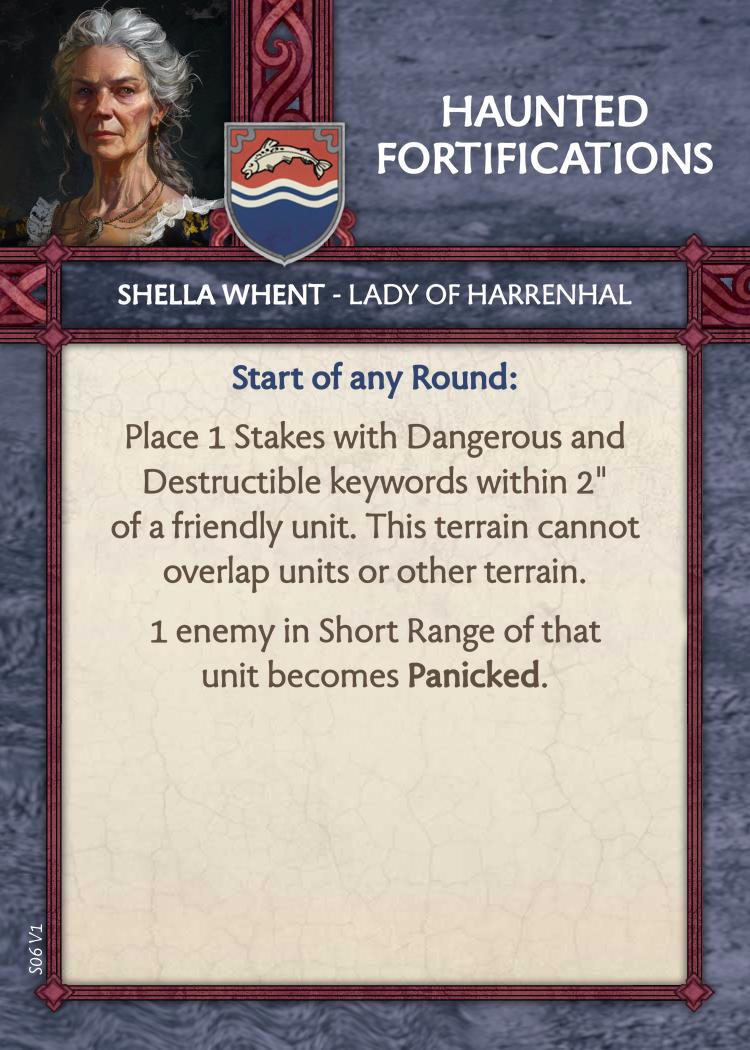 HAUNTED
FORTIFICATIONS
SHELLA WHENT - LADY OF HARRENHAL
Start of any Round:
Place 1 Stakes with Dangerous and
Destructible keywords within 2"
of a friendly unit. This terrain cannot
overlap units or other terrain.
1 enemy in Short Range of that
unit becomes Panicked.
S06 V1